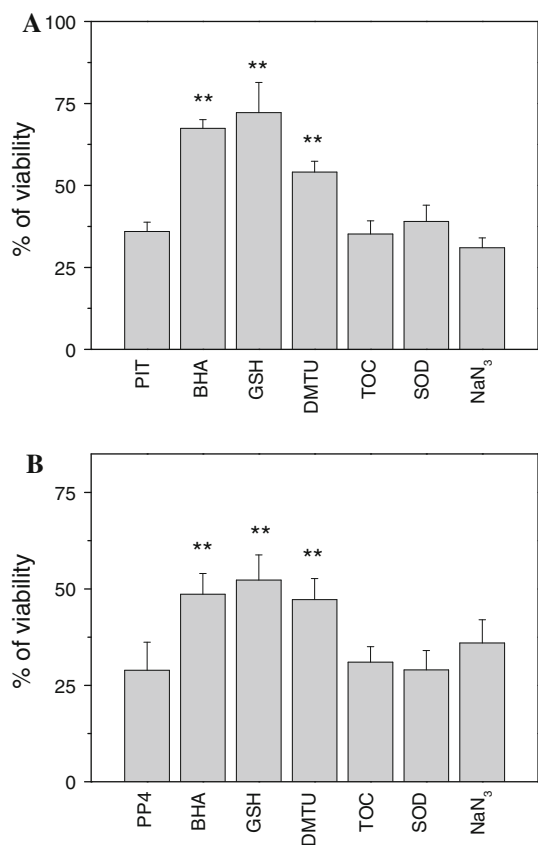 A
100
75
50
25
0
% of viability
**
**
**
PIT
BHA
GSH
DMTU
TOC
SOD
NaN₃
B
75
50
25
0
% of viability
**
**
**
PP4
BHA
GSH
DMTU
TOC
SOD
NaN₃